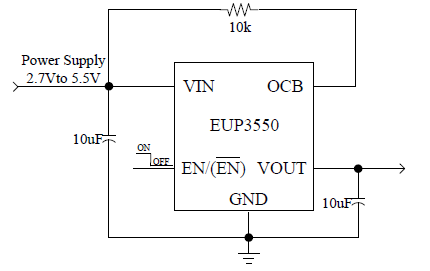 10k
Power Supply
2.7Vto 5.5V
VIN
OCB
EUP3550
10uF
ON
OFF
EN/(EN)
VOUT
GND
10uF